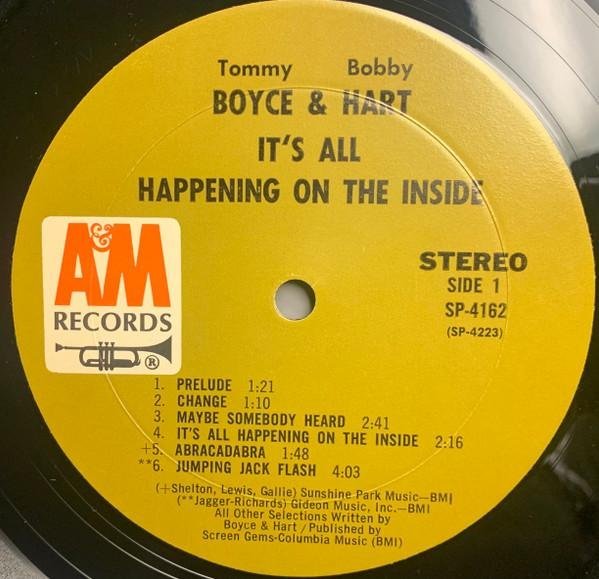 Tommy Bobby
BOYCE & HART
IT'S ALL
HAPPENING ON THE INSIDE
A&M
RECORDS
®
STEREO
SIDE 1
SP-4162
(SP-4223)
1. PRELUDE 1:21
2. CHANGE 1:10
3. MAYBE SOMEBODY HEARD 2:41
4. IT'S ALL HAPPENING ON THE INSIDE 2:16
+5. ABRACADABRA 1:48
**6. JUMPING JACK FLASH 4:03
(+Shelton, Lewis, Gallie) Sunshine Park Music—BMI
(**Jagger-Richards) Gideon Music, Inc.—BMI
All Other Selections Written by
Boyce & Hart / Published by
Screen Gems-Columbia Music (BMI)